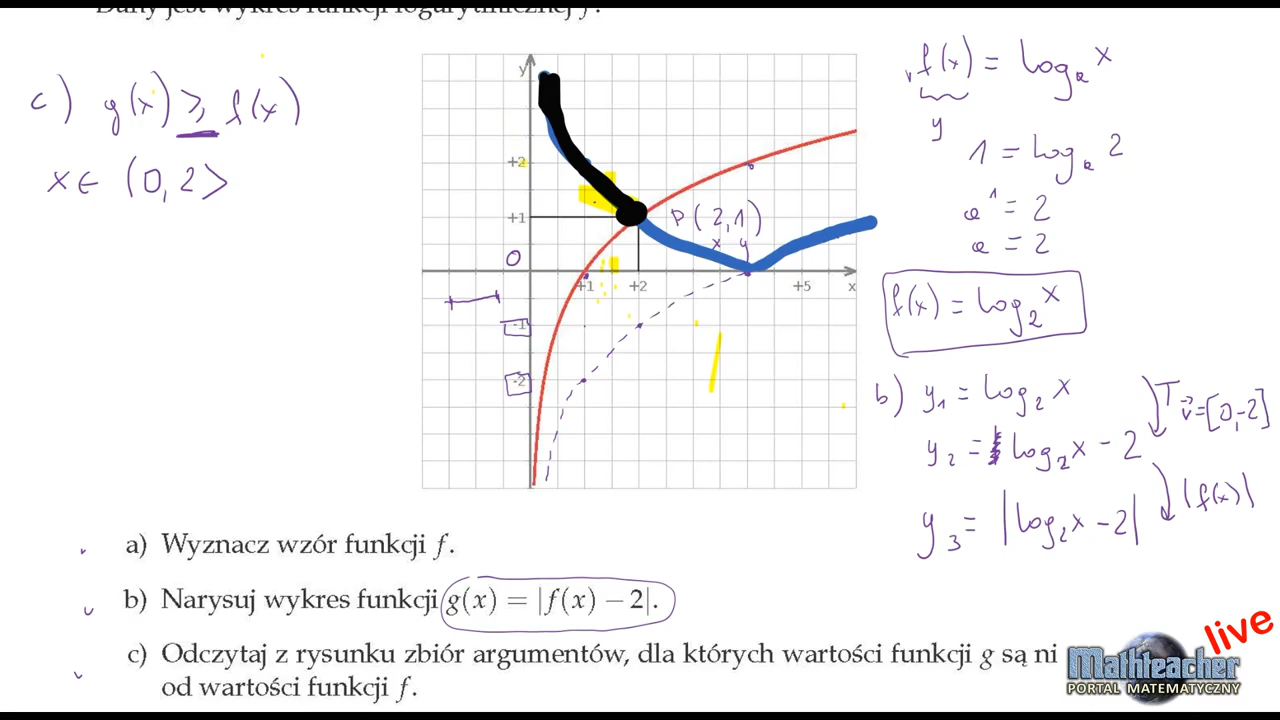 Dany jest wykres funkcji logarytmicznej f.
c) g(x) ≥ f(x)
x ∈ (0, 2>
y
+2
+1
0
-1
-2
+1
+2
+5
x
P(2,1)
x y
f(x) = logₐ x
y
1 = logₐ 2
a¹ = 2
a = 2
f(x) = log₂ x
b) y₁ = log₂ x
T v⃗ = [0,-2]
y₂ = log₂ x - 2
|f(x)|
y₃ = |log₂ x - 2|
a) Wyznacz wzór funkcji f.
b) Narysuj wykres funkcji g(x) = |f(x) − 2|.
c) Odczytaj z rysunku zbiór argumentów, dla których wartości funkcji g są ni
od wartości funkcji f.
Mathteacher
live
PORTAL MATEMATYCZNY